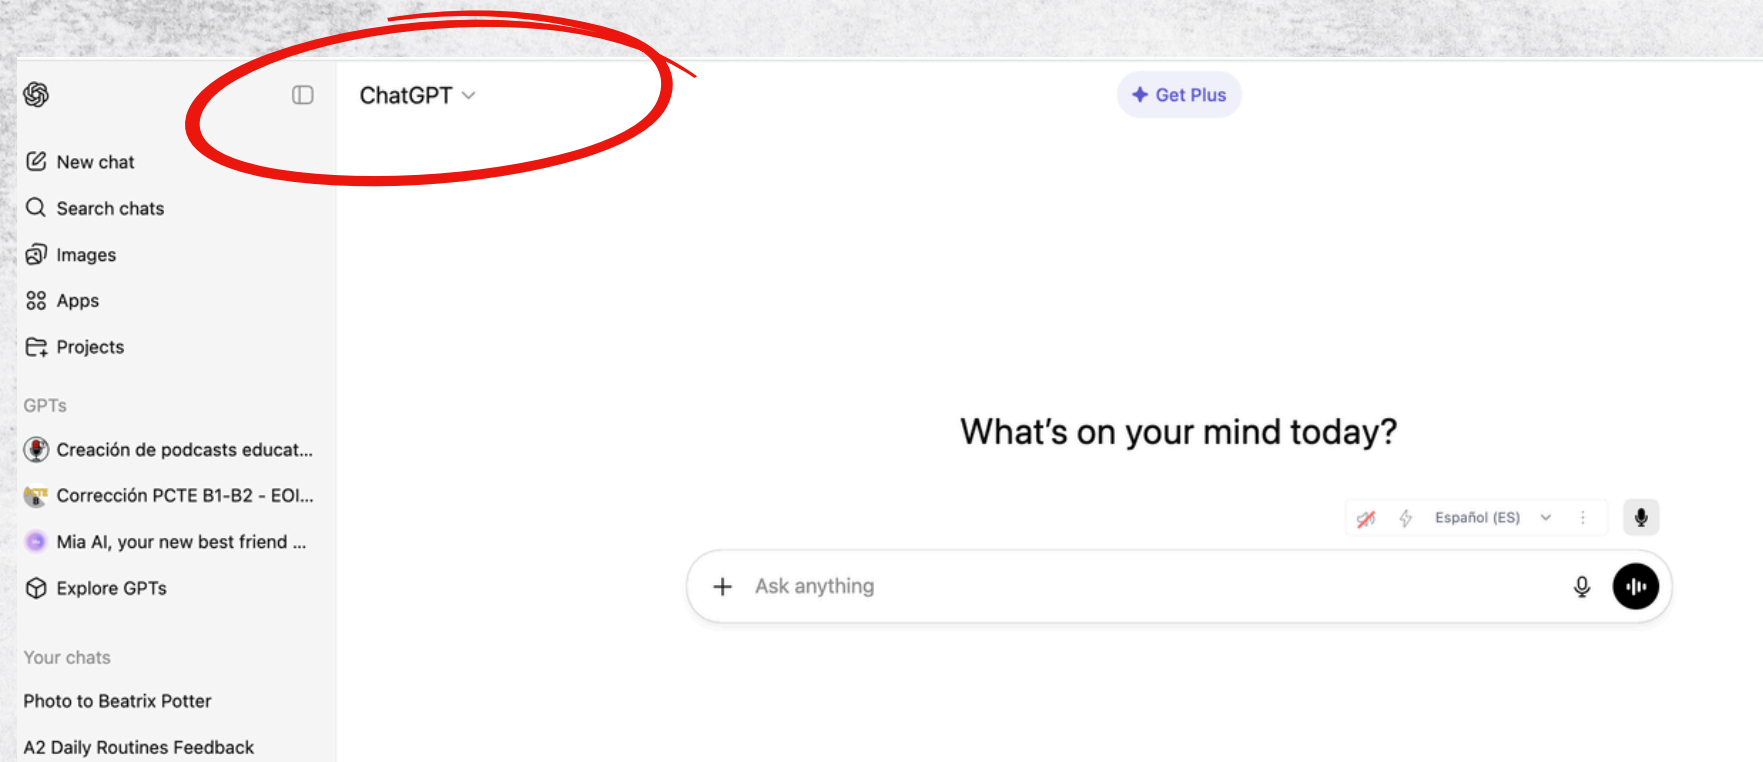 ChatGPT
Get Plus
New chat
Search chats
Images
Apps
Projects
GPTs
Creación de podcasts educat...
Corrección PCTE B1-B2 - EOI...
Mia AI, your new best friend ...
Explore GPTs
Your chats
Photo to Beatrix Potter
A2 Daily Routines Feedback
What's on your mind today?
Español (ES)
Ask anything